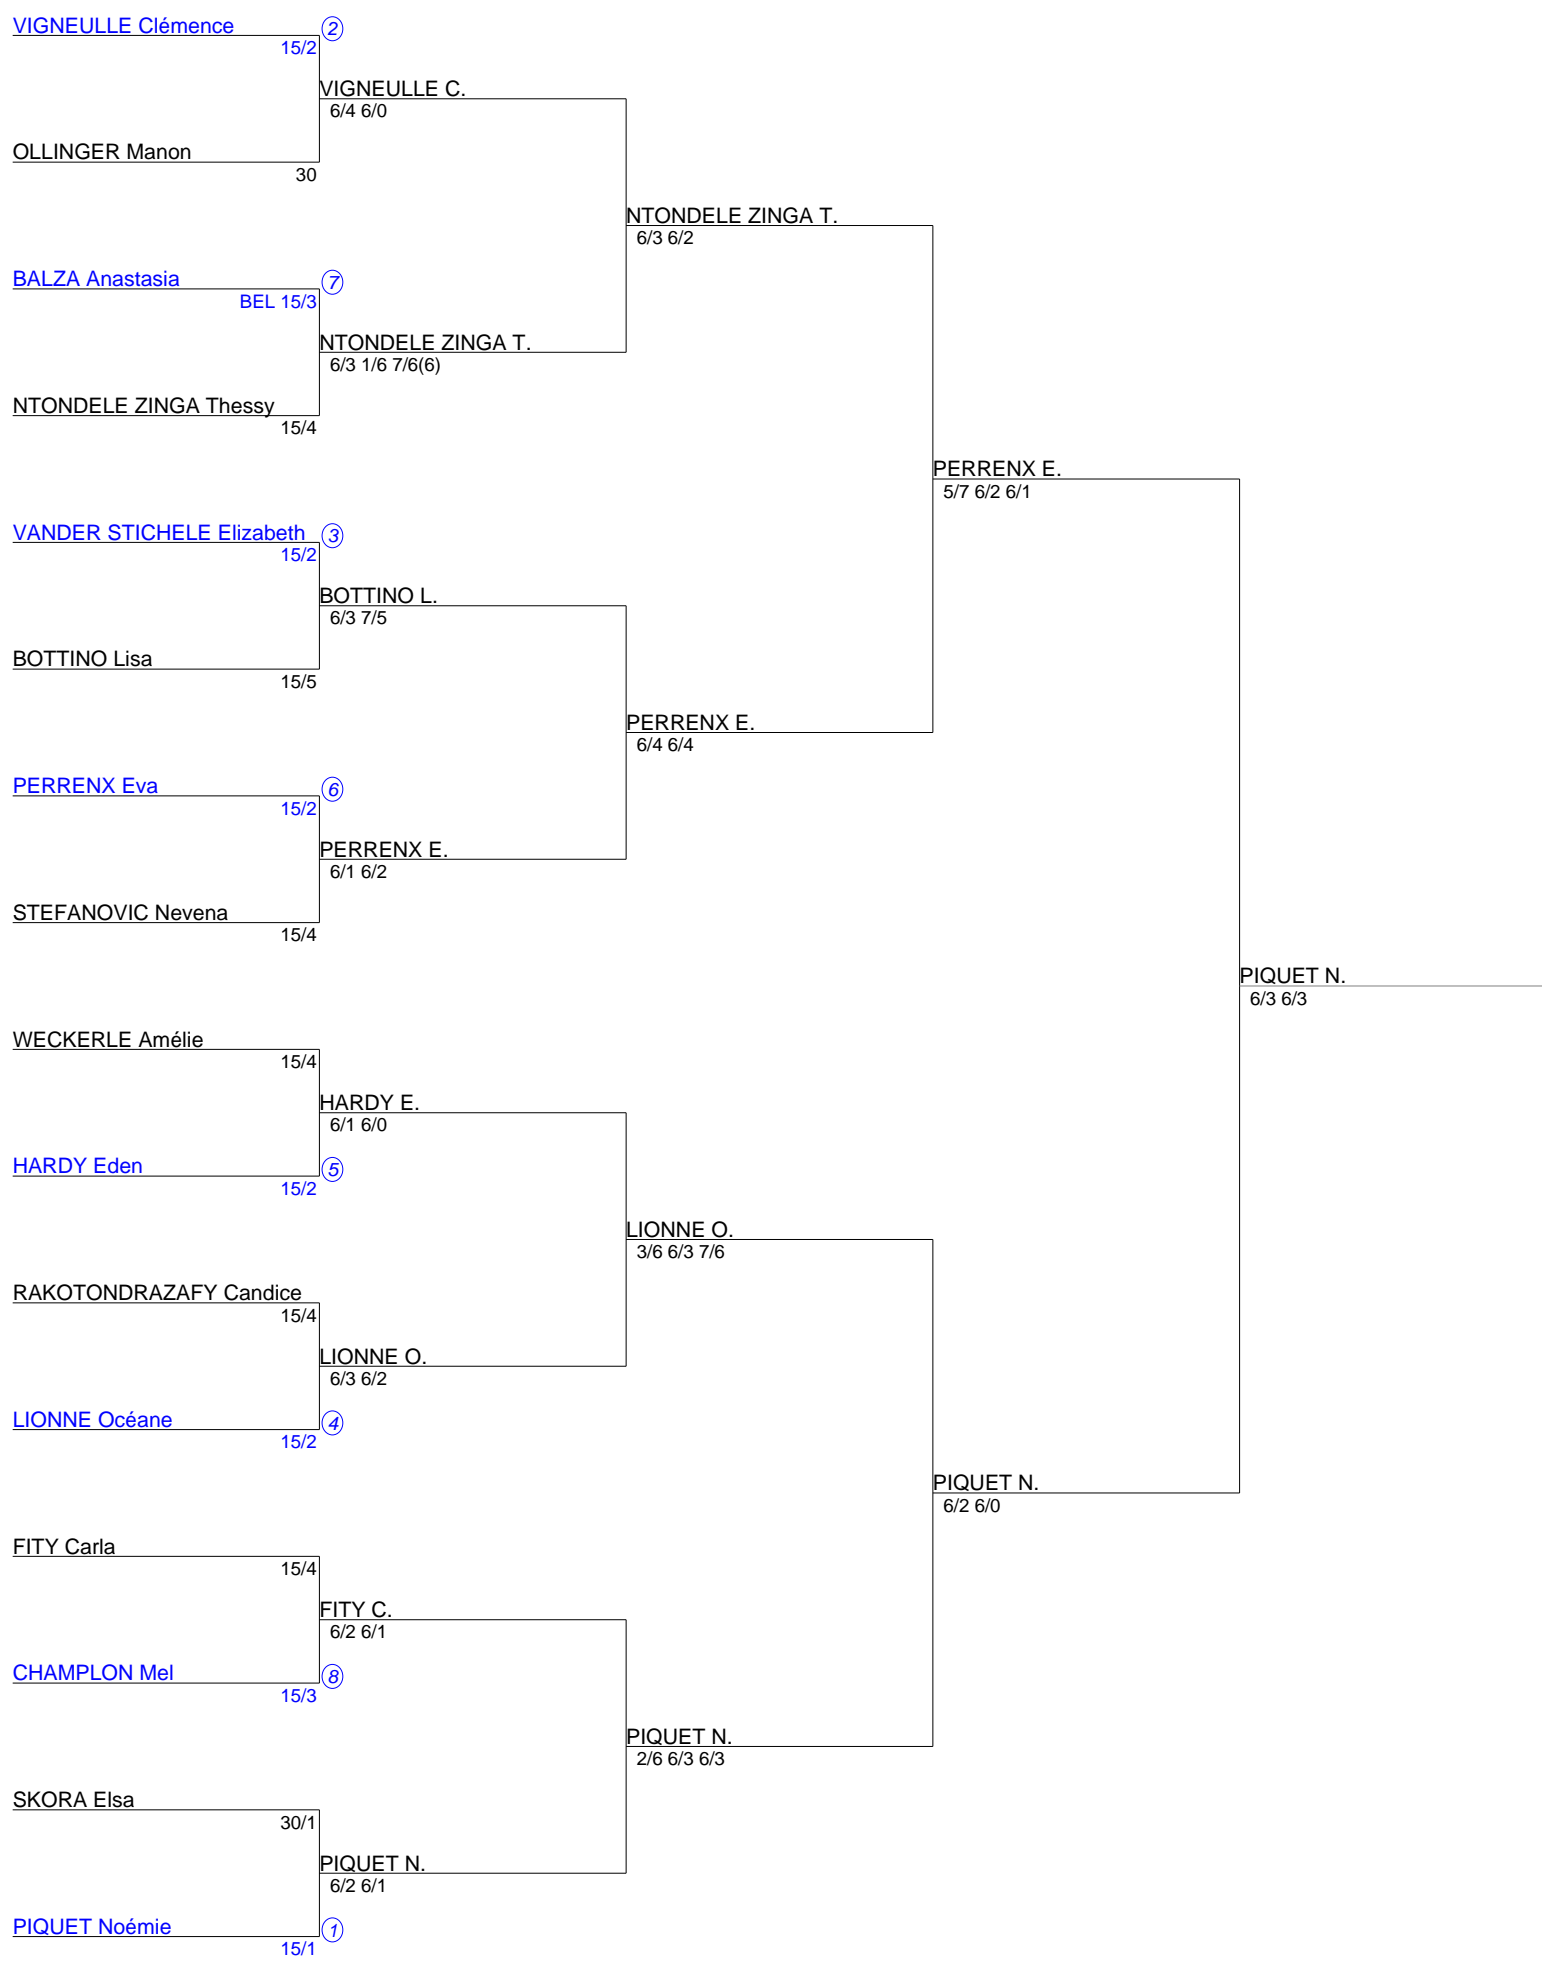 VIGNEULLE Clémence 2
15/2
VIGNEULLE C.
6/4 6/0
OLLINGER Manon
30
NTONDELE ZINGA T.
6/3 6/2
BALZA Anastasia 7
BEL 15/3
NTONDELE ZINGA T.
6/3 1/6 7/6(6)
NTONDELE ZINGA Thessy
15/4
PERRENX E.
5/7 6/2 6/1
VANDER STICHELE Elizabeth 3
15/2
BOTTINO L.
6/3 7/5
BOTTINO Lisa
15/5
PERRENX E.
6/4 6/4
PERRENX Eva 6
15/2
PERRENX E.
6/1 6/2
STEFANOVIC Nevena
15/4
PIQUET N.
6/3 6/3
WECKERLE Amélie
15/4
HARDY E.
6/1 6/0
HARDY Eden 5
15/2
LIONNE O.
3/6 6/3 7/6
RAKOTONDRAZAFY Candice
15/4
LIONNE O.
6/3 6/2
LIONNE Océane 4
15/2
PIQUET N.
6/2 6/0
FITY Carla
15/4
FITY C.
6/2 6/1
CHAMPLON Mel 8
15/3
PIQUET N.
2/6 6/3 6/3
SKORA Elsa
30/1
PIQUET N.
6/2 6/1
PIQUET Noémie 1
15/1